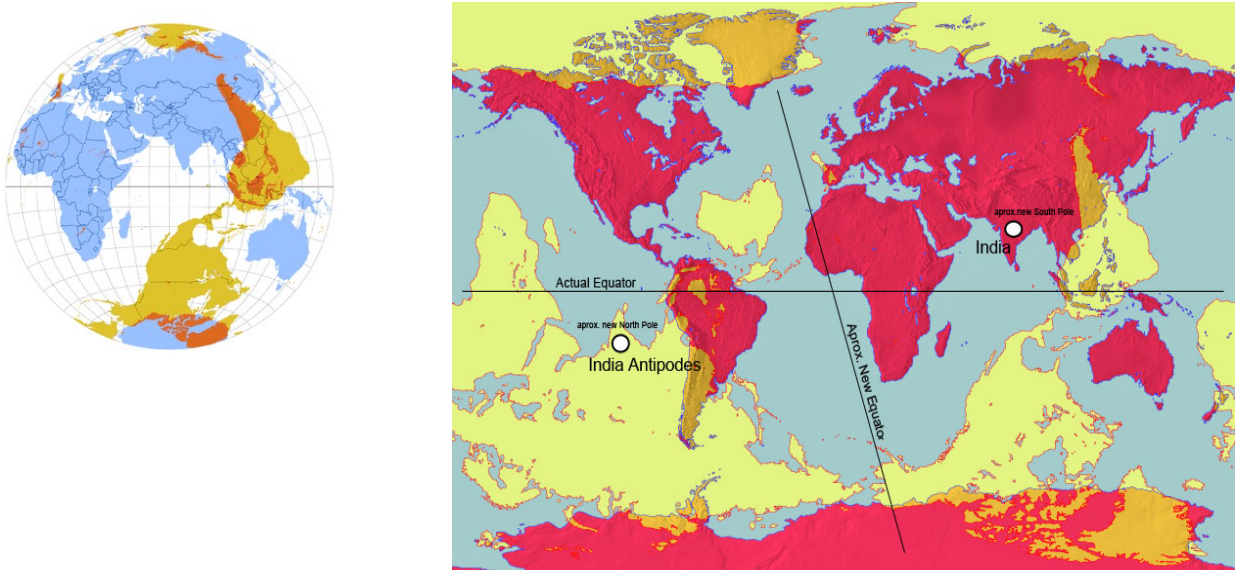 aprox.new South Pole
India
Actual Equator
aprox. new North Pole
India Antipodes
Aprox. New Equator